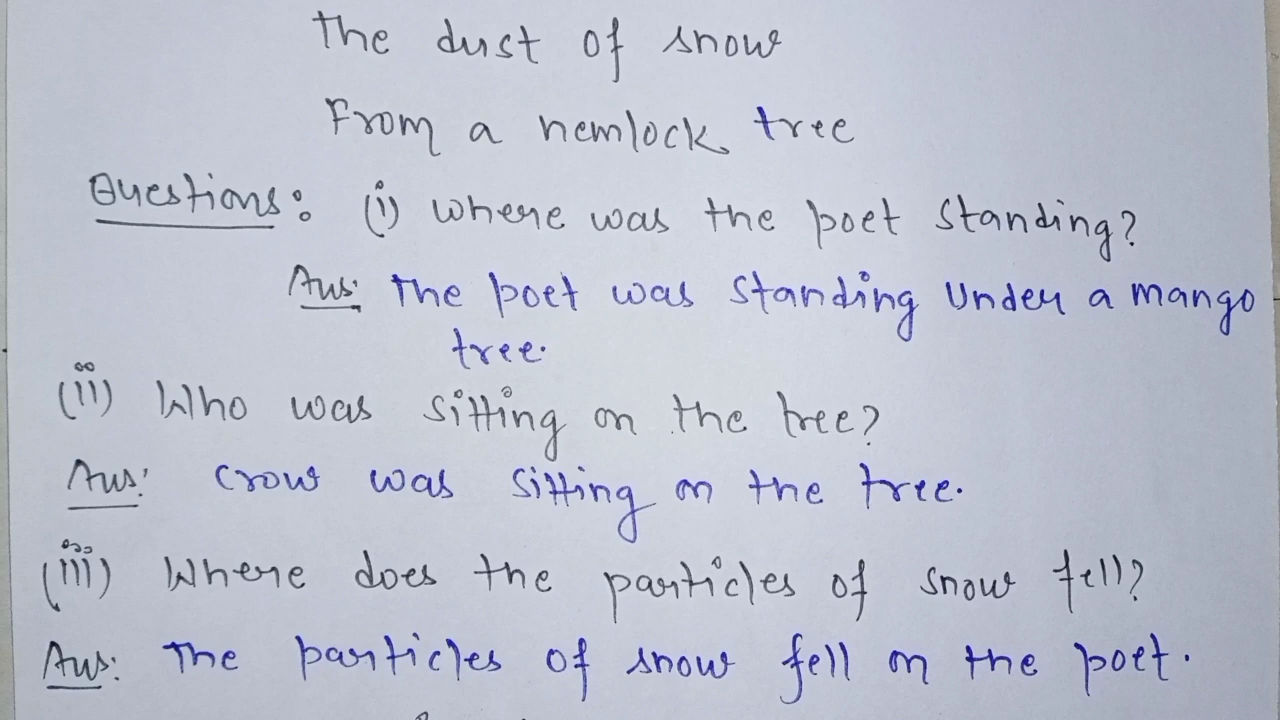 The dust of snow
From a hemlock tree
Questions: (i) Where was the poet standing?
Ans: The poet was standing under a mango
tree.
(ii) Who was sitting on the tree?
Ans: Crow was sitting on the tree.
(iii) Where does the particles of snow fell?
Ans: The particles of snow fell on the poet.